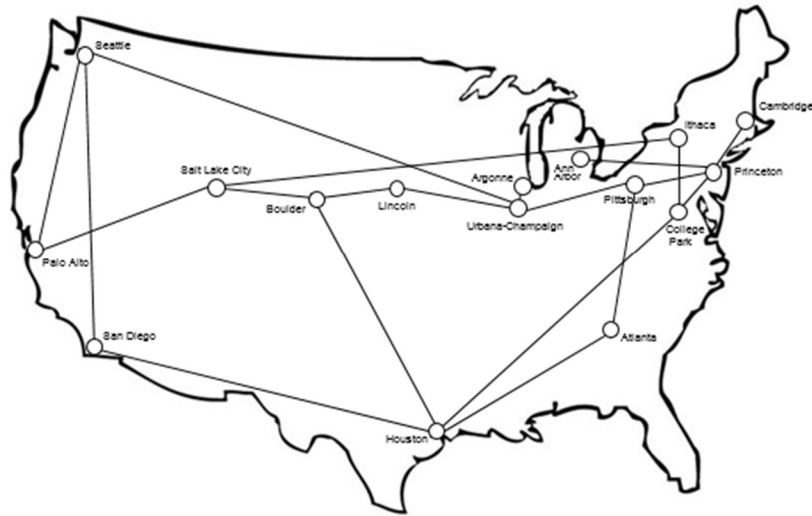 Seattle
Cambridge
Ithaca
Salt Lake City
Argonne
Ann
Arbor
Princeton
Boulder
Lincoln
Pittsburgh
Urbana-Champaign
College
Park
Palo Alto
San Diego
Atlanta
Houston